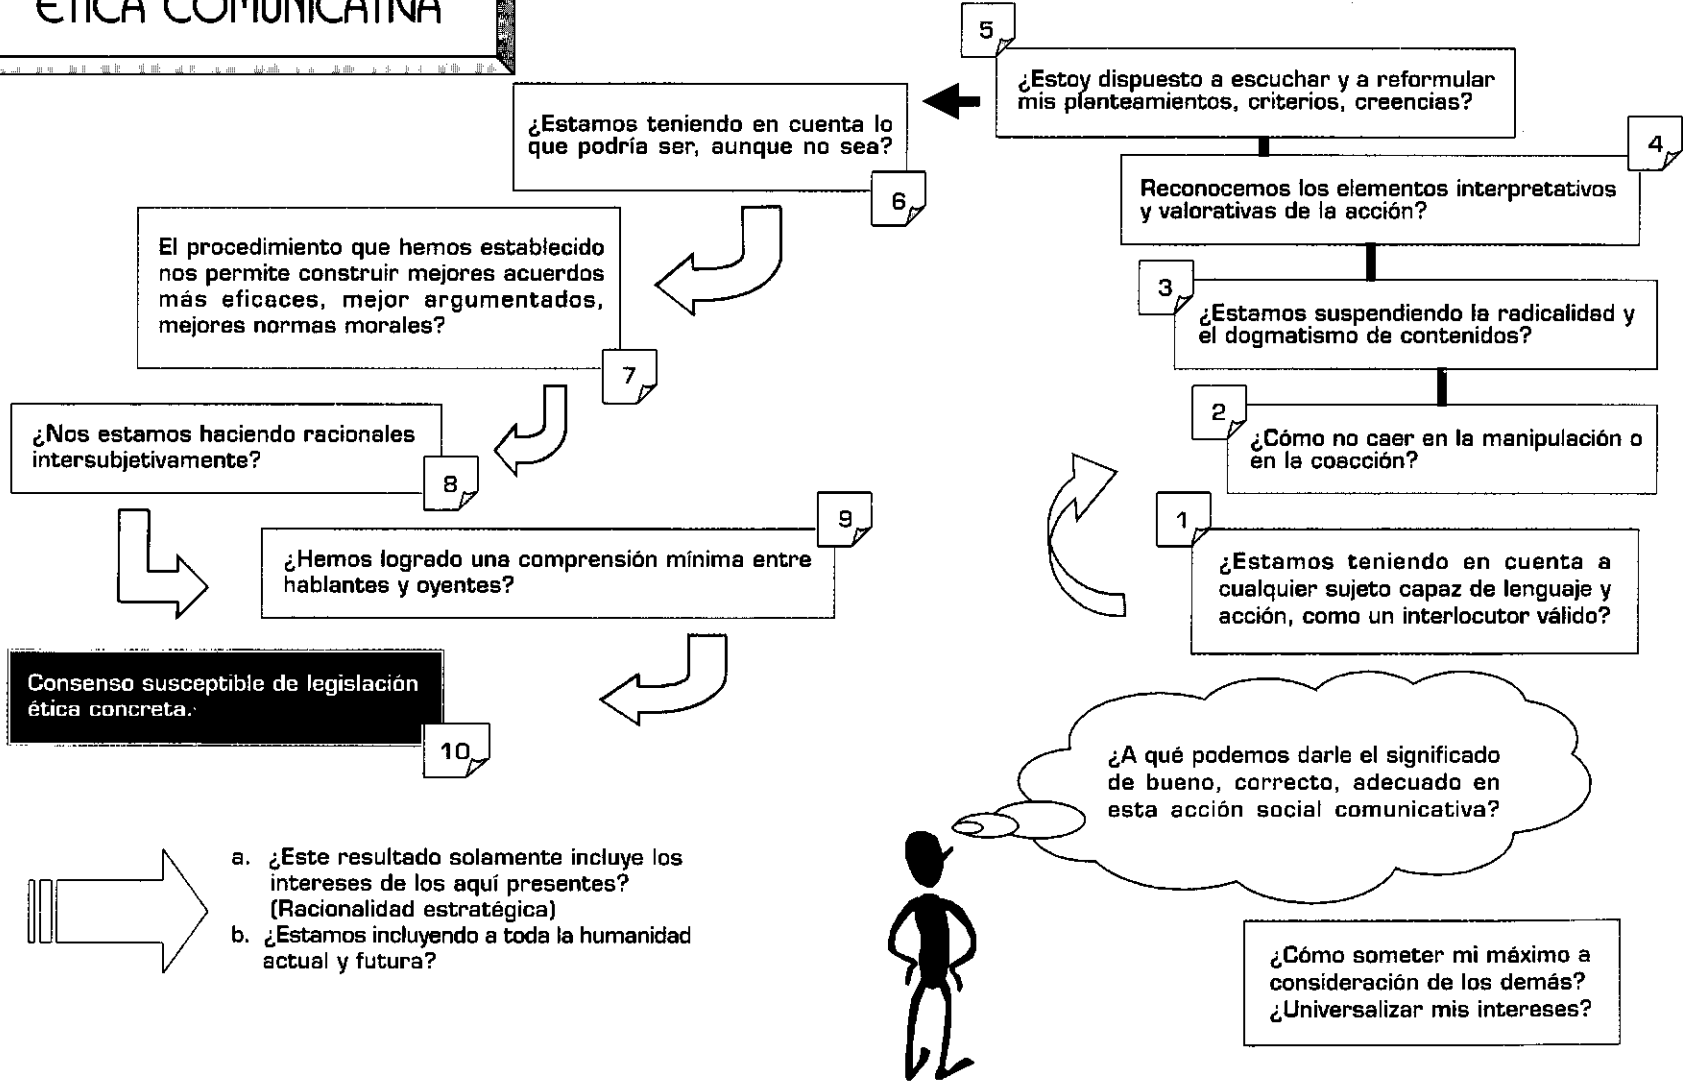 ÉTICA COMUNICATIVA
5
¿Estoy dispuesto a escuchar y a reformular
mis planteamientos, criterios, creencias?
¿Estamos teniendo en cuenta lo
que podría ser, aunque no sea?
6
4
Reconocemos los elementos interpretativos
y valorativas de la acción?
El procedimiento que hemos establecido
nos permite construir mejores acuerdos
más eficaces, mejor argumentados,
mejores normas morales?
7
3
¿Estamos suspendiendo la radicalidad y
el dogmatismo de contenidos?
2
¿Cómo no caer en la manipulación o
en la coacción?
¿Nos estamos haciendo racionales
intersubjetivamente?
8
9
¿Hemos logrado una comprensión mínima entre
hablantes y oyentes?
1
¿Estamos teniendo en cuenta a
cualquier sujeto capaz de lenguaje y
acción, como un interlocutor válido?
Consenso susceptible de legislación
ética concreta.
10
¿A qué podemos darle el significado
de bueno, correcto, adecuado en
esta acción social comunicativa?
a. ¿Este resultado solamente incluye los
intereses de los aquí presentes?
(Racionalidad estratégica)
b. ¿Estamos incluyendo a toda la humanidad
actual y futura?
¿Cómo someter mi máximo a
consideración de los demás?
¿Universalizar mis intereses?